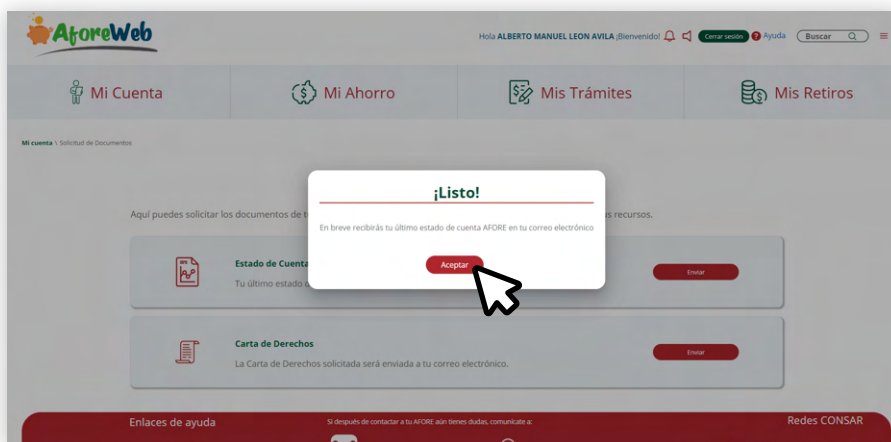 AforeWeb
Hola ALBERTO MANUEL LEON AVILA ¡Bienvenido!
Cerrar sesión
? Ayuda
Buscar
Mi Cuenta
Mi Ahorro
Mis Trámites
Mis Retiros
Mi cuenta \ Solicitud de Documentos
¡Listo!
Aquí puedes solicitar los documentos de
recursos.
En breve recibirás tu último estado de cuenta AFORE en tu correo electrónico
Aceptar
Estado de Cuenta
Tu último estado
Enviar
Carta de Derechos
La Carta de Derechos solicitada será enviada a tu correo electrónico.
Enviar
Enlaces de ayuda
Si después de contactar a tu AFORE aún tienes dudas, comunícate a:
Redes CONSAR